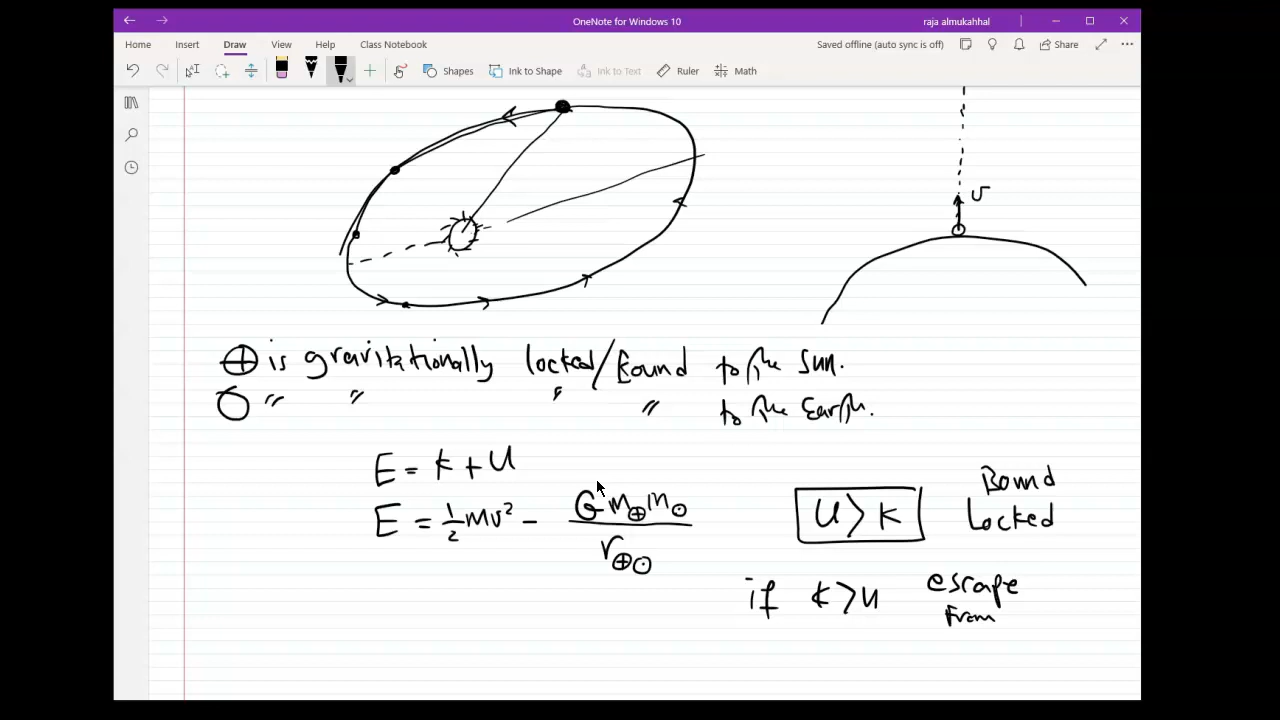 OneNote for Windows 10
raja almukahhal
Home Insert Draw View Help Class Notebook
Saved offline (auto sync is off)
Share
Shapes Ink to Shape Ink to Text Ruler Math
v
⊕ is gravitationally locked/Bound to the Sun.
O " " " " to the Earth.
E = K + U
E = ½mv² − G m⊕ m⊙ / r⊕⊙
U > K
Bound
Locked
if K > U escape
from